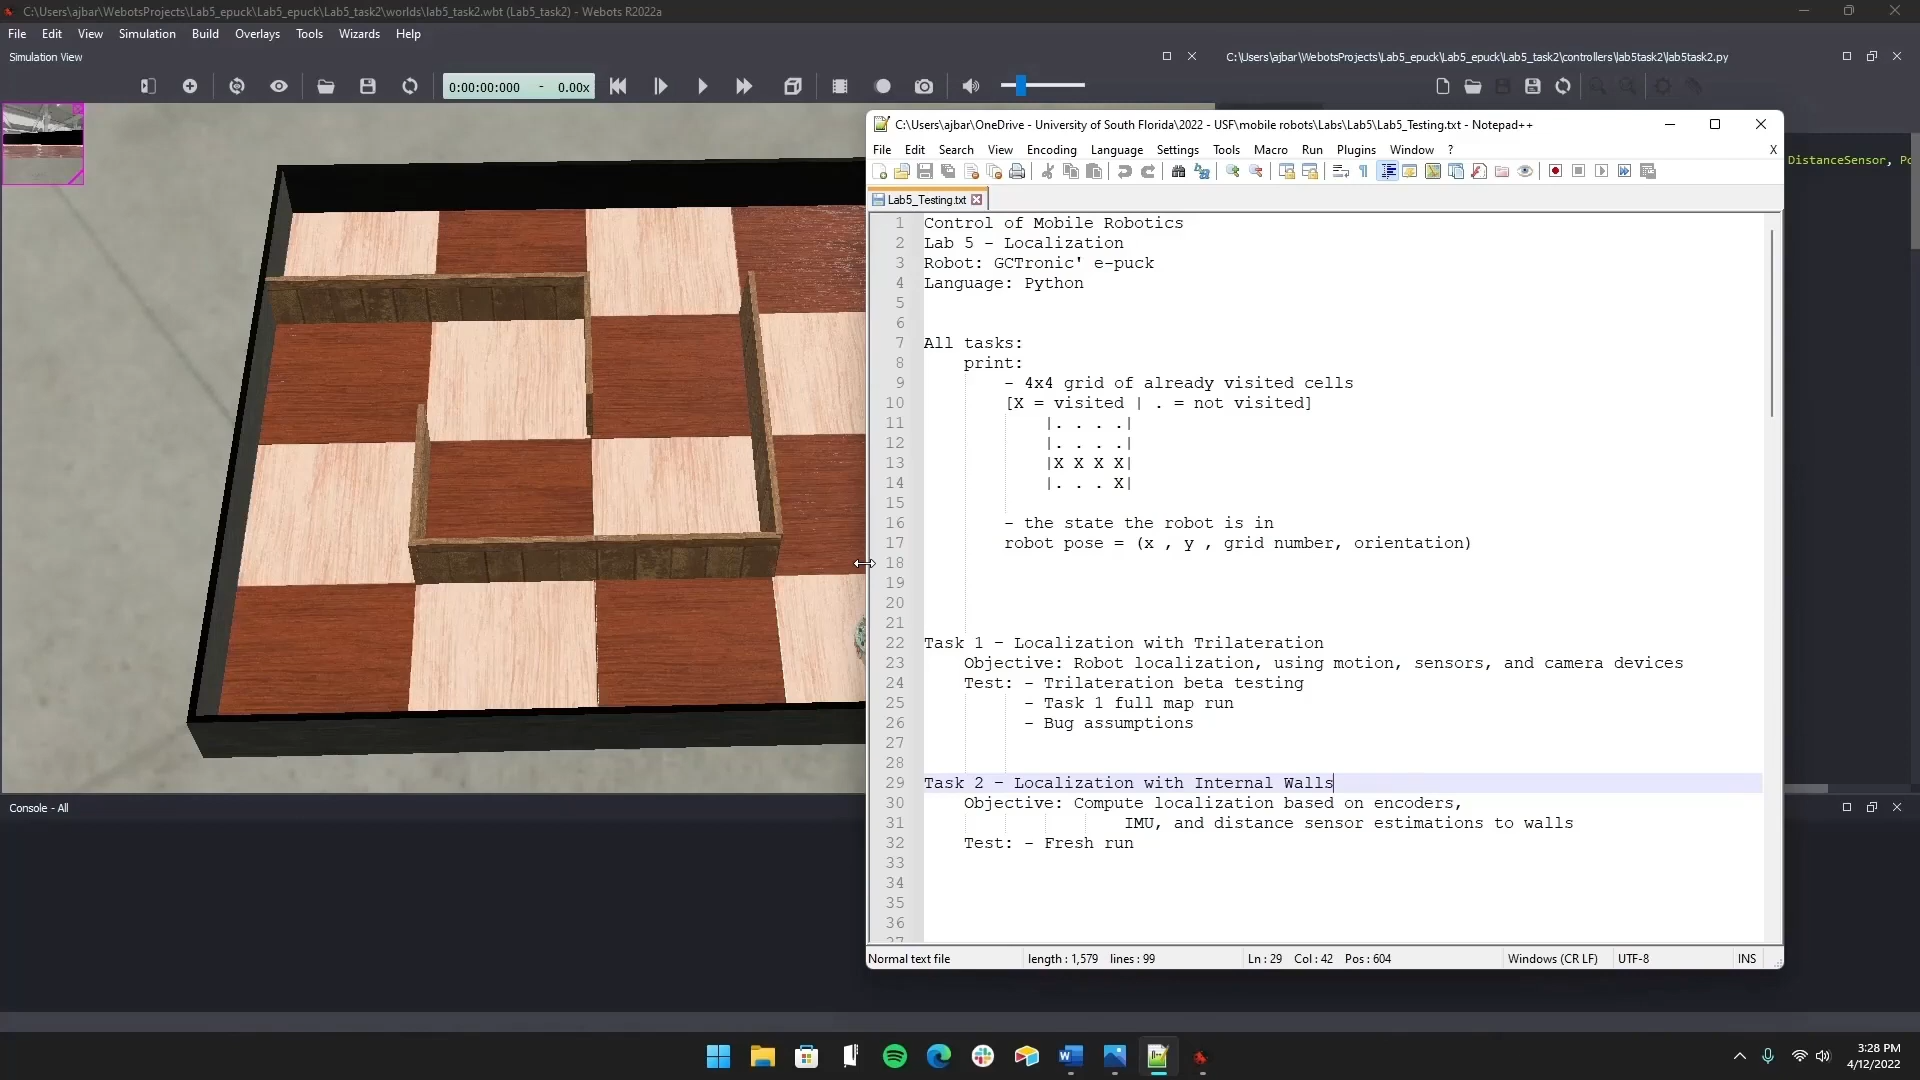 C:\Users\ajbar\WebotsProjects\Lab5_epuck\Lab5_epuck\Lab5_task2\worlds\lab5_task2.wbt (Lab5_task2) - Webots R2022a
File Edit View Simulation Build Overlays Tools Wizards Help
Simulation View
C:\Users\ajbar\WebotsProjects\Lab5_epuck\Lab5_epuck\Lab5_task2\controllers\lab5task2\lab5task2.py
0:00:00:000 - 0.00x
DistanceSensor, Po
C:\Users\ajbar\OneDrive - University of South Florida\2022 - USF\mobile robots\Labs\Lab5\Lab5_Testing.txt - Notepad++
File Edit Search View Encoding Language Settings Tools Macro Run Plugins Window ? X
Lab5_Testing.txt
1 Control of Mobile Robotics
2 Lab 5 - Localization
3 Robot: GCTronic' e-puck
4 Language: Python
5
6
7 All tasks:
8 print:
9 - 4x4 grid of already visited cells
10 [X = visited | . = not visited]
11 |. . . .|
12 |. . . .|
13 |X X X X|
14 |. . . X|
15
16 - the state the robot is in
17 robot pose = (x , y , grid number, orientation)
18
19
20
21
22 Task 1 - Localization with Trilateration
23 Objective: Robot localization, using motion, sensors, and camera devices
24 Test: - Trilateration beta testing
25 - Task 1 full map run
26 - Bug assumptions
27
28
29 Task 2 - Localization with Internal Walls
30 Objective: Compute localization based on encoders,
31 IMU, and distance sensor estimations to walls
32 Test: - Fresh run
33
34
35
36
37
Normal text file length : 1,579 lines : 99 Ln : 29 Col : 42 Pos : 604 Windows (CR LF) UTF-8 INS
Console - All
3:28 PM
4/12/2022